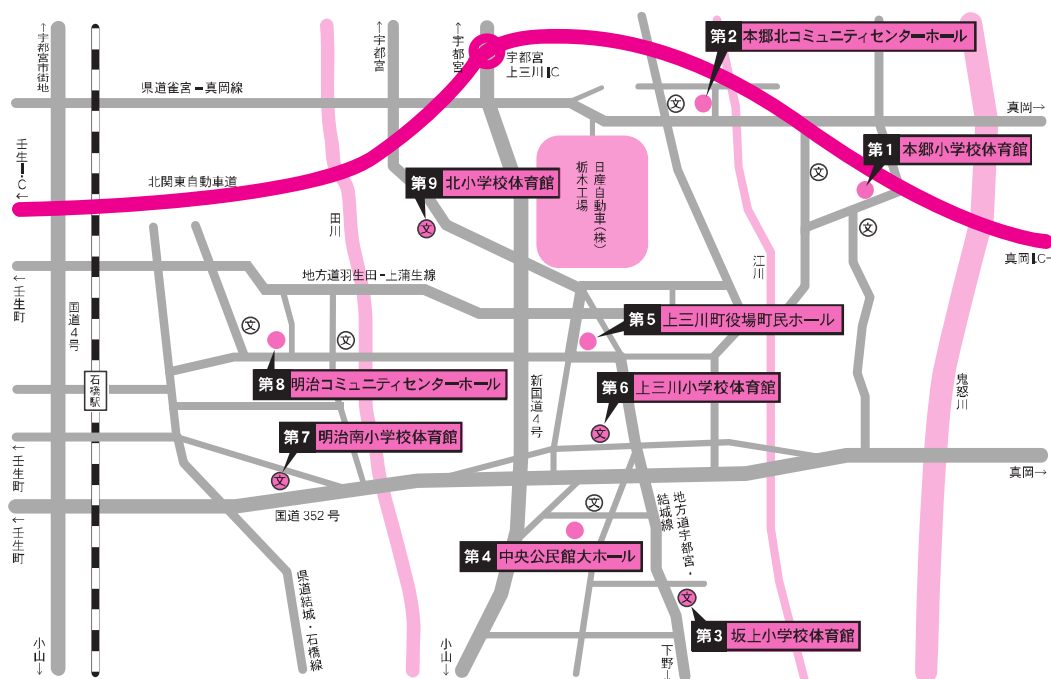 ←宇都宮市街地
←宇都宮
←宇都宮
宇都宮
上三川I.C
第2 本郷北コミュニティセンターホール
県道雀宮－真岡線
文
真岡→
第1 本郷小学校体育館
壬生I・C
←
北関東自動車道
第9 北小学校体育館
日産自動車(株)
栃木工場
文
文
文
田川
江川
真岡I.C
地方道羽生田－上蒲生線
←壬生町
国道4号
第5 上三川町役場町民ホール
文
文
石橋駅
第8 明治コミュニティセンターホール
新国道4号
第6 上三川小学校体育館
鬼怒川
文
第7 明治南小学校体育館
文
←壬生町
真岡→
国道352号
文
地方道宇都宮・
結城線
←壬生町
第4 中央公民館大ホール
県道結城・石橋線
文
第3 坂上小学校体育館
小山→
小山→
下野→